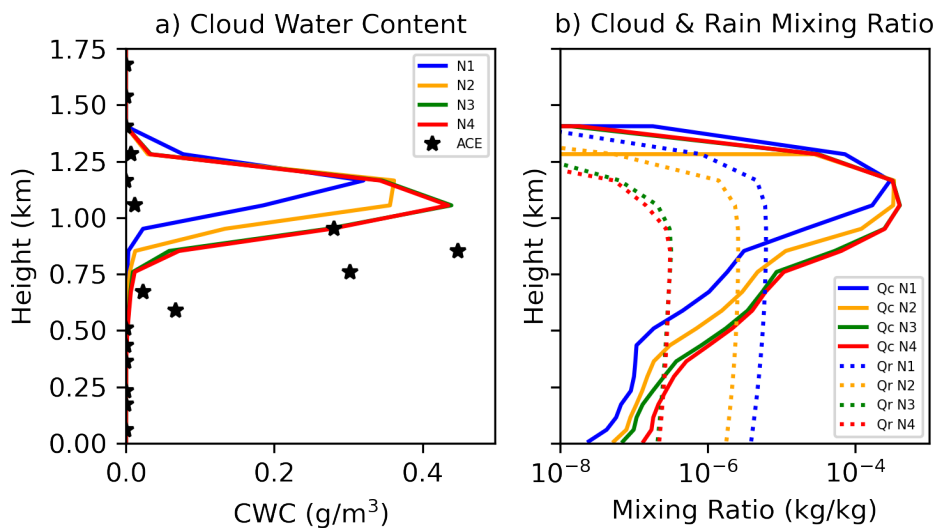 a) Cloud Water Content
1.75
1.50
1.25
1.00
0.75
0.50
0.25
0.00
Height (km)
0.0
0.2
0.4
CWC (g/m³)
N1
N2
N3
N4
ACE
b) Cloud & Rain Mixing Ratio
Height (km)
10⁻⁸
10⁻⁶
10⁻⁴
Mixing Ratio (kg/kg)
Qc N1
Qc N2
Qc N3
Qc N4
Qr N1
Qr N2
Qr N3
Qr N4